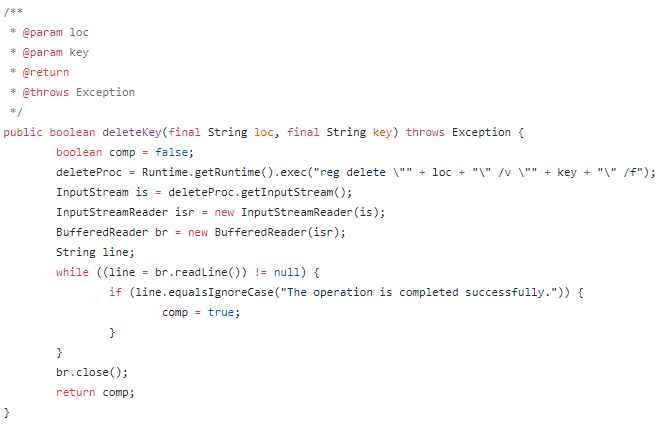 /**
 * @param loc
 * @param key
 * @return
 * @throws Exception
 */
public boolean deleteKey(final String loc, final String key) throws Exception {
        boolean comp = false;
        deleteProc = Runtime.getRuntime().exec("reg delete \"" + loc + "\" /v \"" + key + "\" /f");
        InputStream is = deleteProc.getInputStream();
        InputStreamReader isr = new InputStreamReader(is);
        BufferedReader br = new BufferedReader(isr);
        String line;
        while ((line = br.readLine()) != null) {
                if (line.equalsIgnoreCase("The operation is completed successfully.")) {
                        comp = true;
                }
        }
        br.close();
        return comp;
}